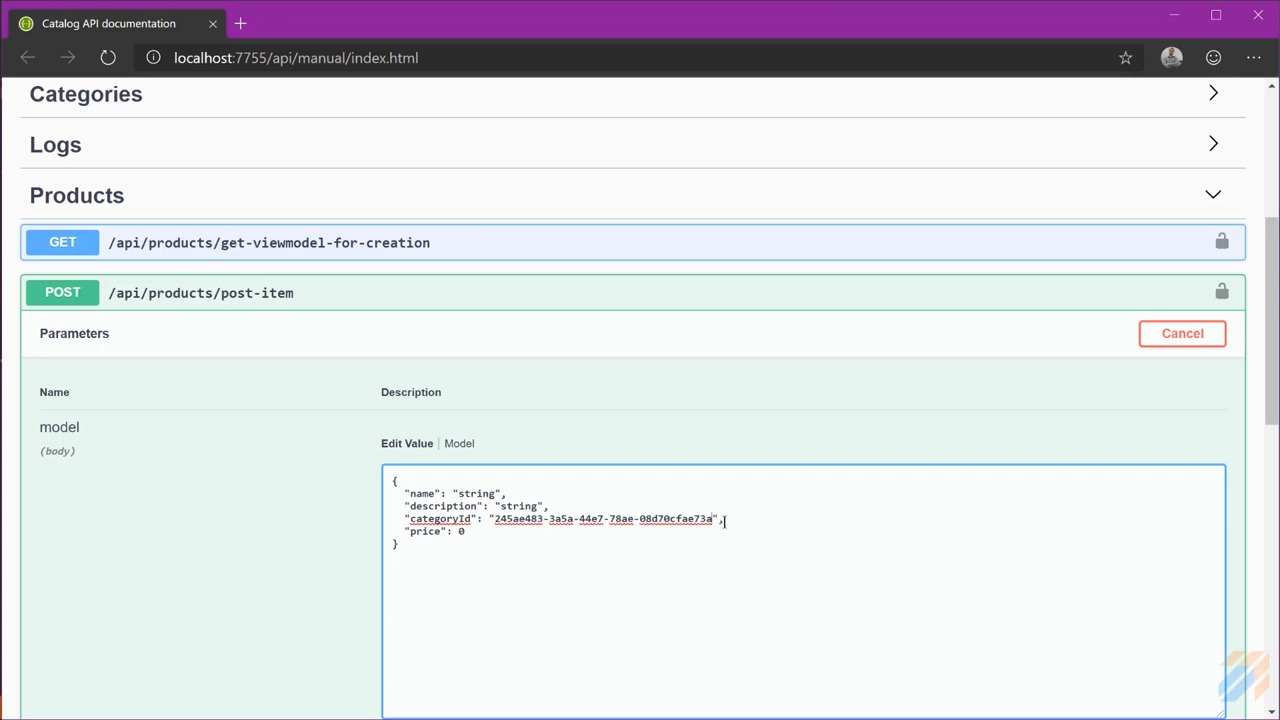 Catalog API documentation
localhost:7755/api/manual/index.html
Categories
Logs
Products
GET /api/products/get-viewmodel-for-creation
POST /api/products/post-item
Parameters
Cancel
Name Description
model
(body)
Edit Value | Model
{
"name": "string",
"description": "string",
"categoryId": "245ae483-3a5a-44e7-78ae-08d70cfae73a",
"price": 0
}